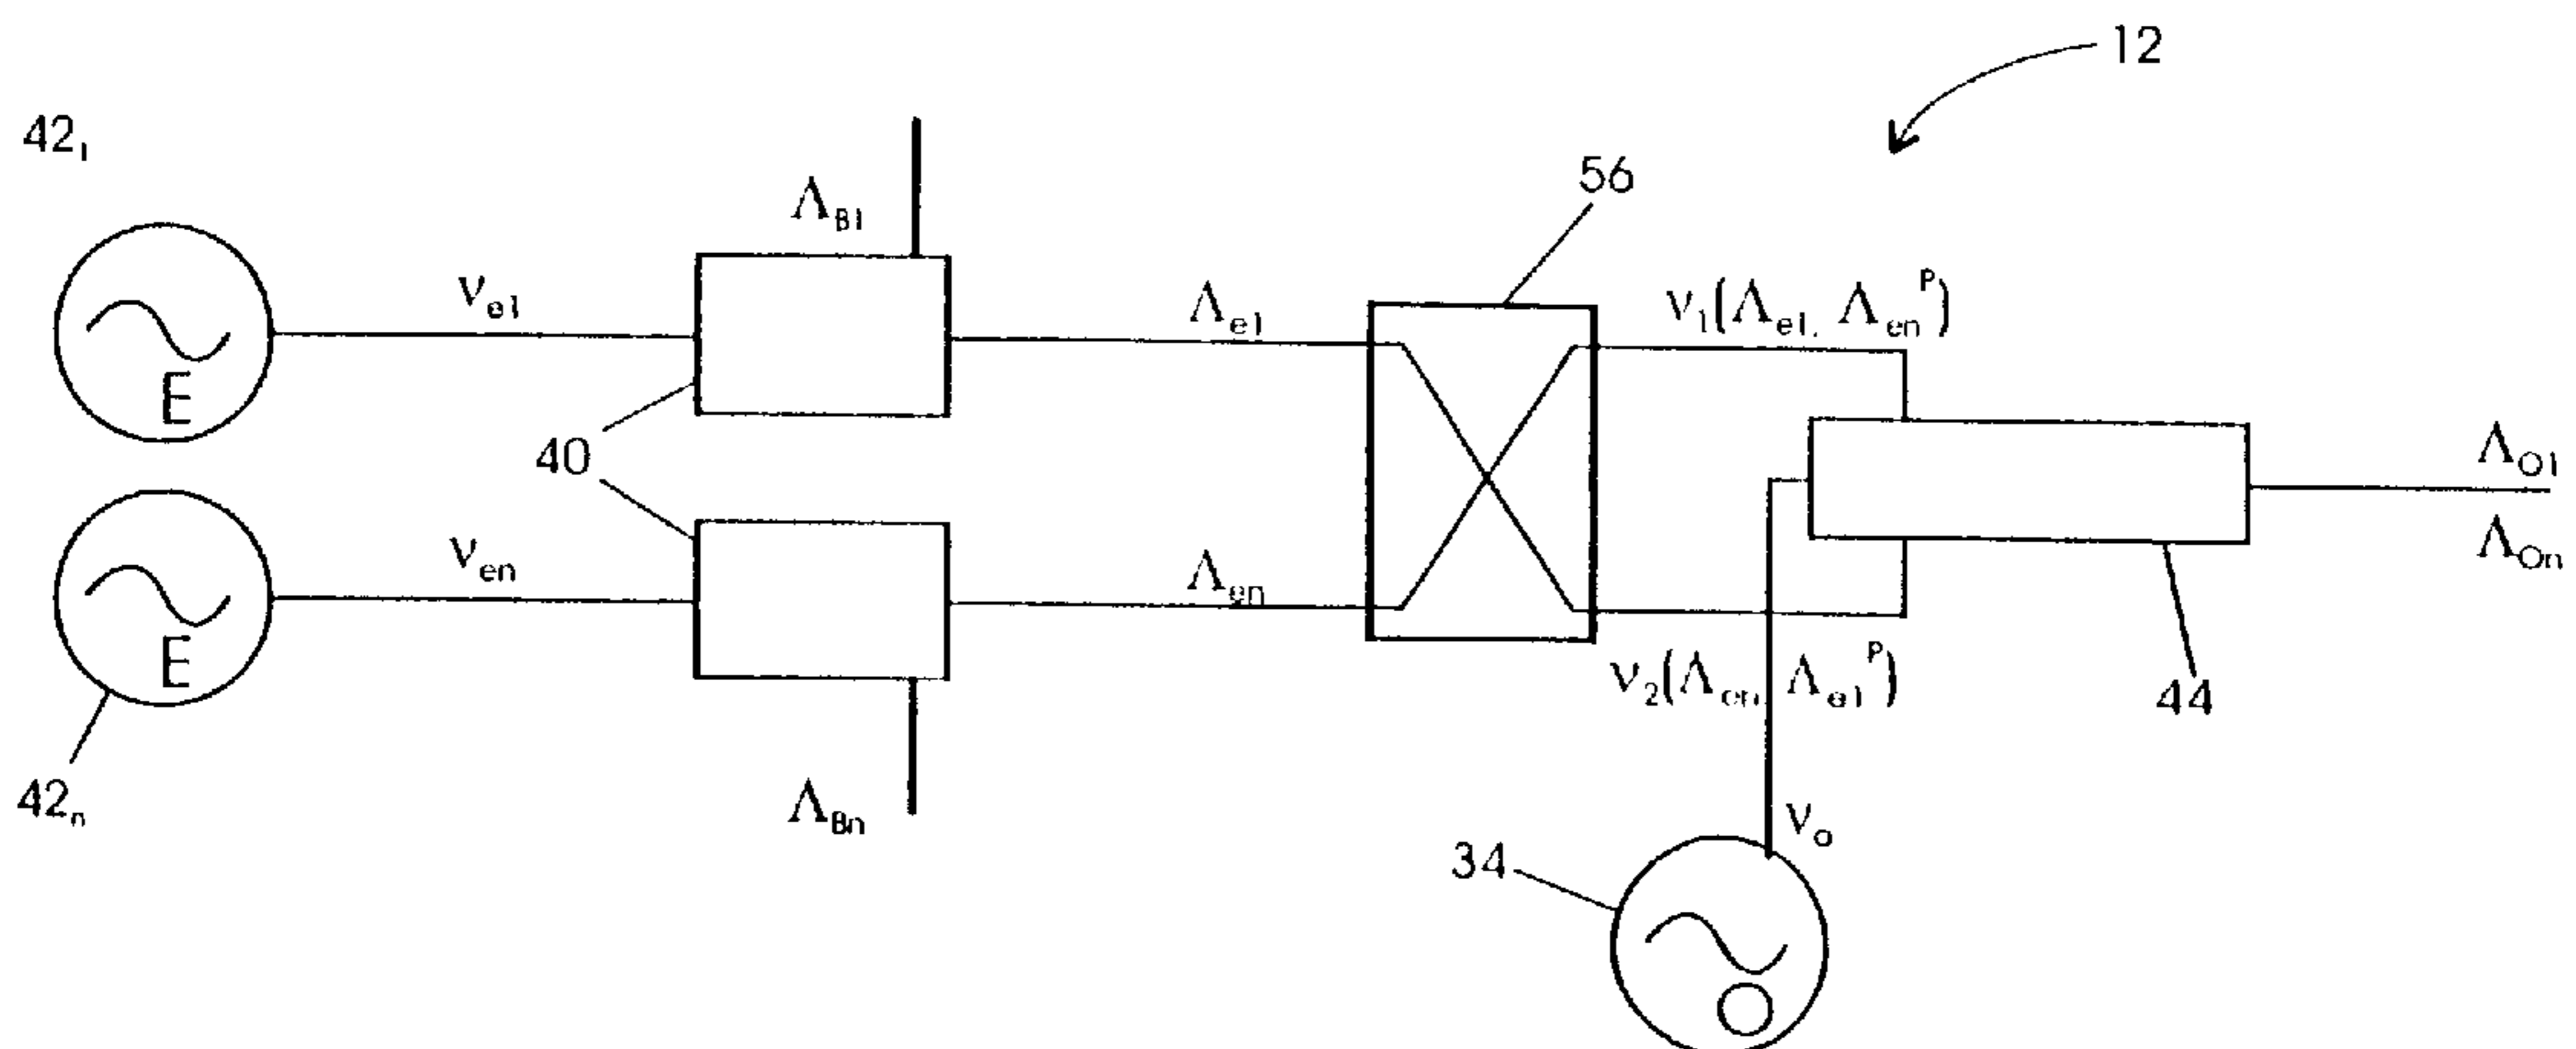 12
42₁
56
Λ_B1
ν_e1
Λ_e1
ν₁(Λ_e1, Λ_en^P)
E
40
Λ_O1
Λ_On
ν_en
Λ_en
E
ν₂(Λ_en, Λ_e1^P)
44
42ₙ
Λ_Bn
ν_o
34